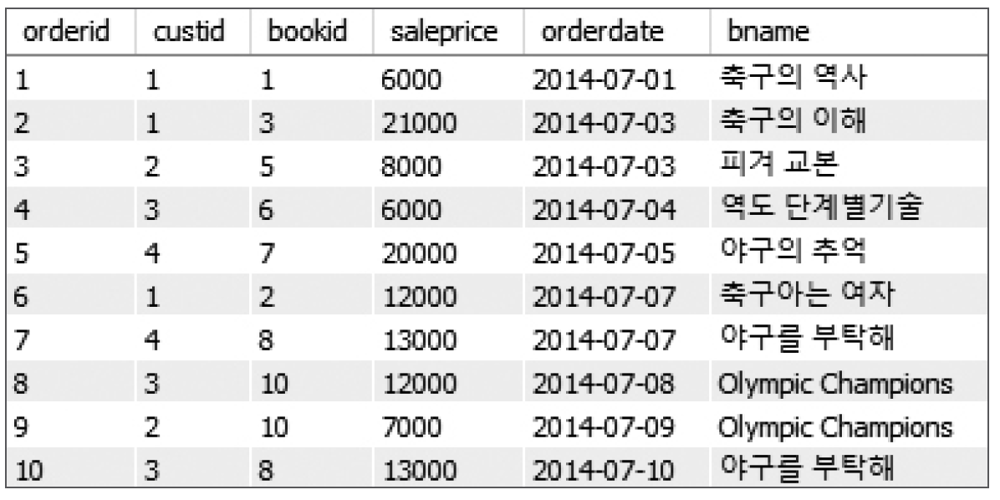 orderid custid bookid saleprice orderdate bname
1 1 1 6000 2014-07-01 축구의 역사
2 1 3 21000 2014-07-03 축구의 이해
3 2 5 8000 2014-07-03 피겨 교본
4 3 6 6000 2014-07-04 역도 단계별기술
5 4 7 20000 2014-07-05 야구의 추억
6 1 2 12000 2014-07-07 축구아는 여자
7 4 8 13000 2014-07-07 야구를 부탁해
8 3 10 12000 2014-07-08 Olympic Champions
9 2 10 7000 2014-07-09 Olympic Champions
10 3 8 13000 2014-07-10 야구를 부탁해